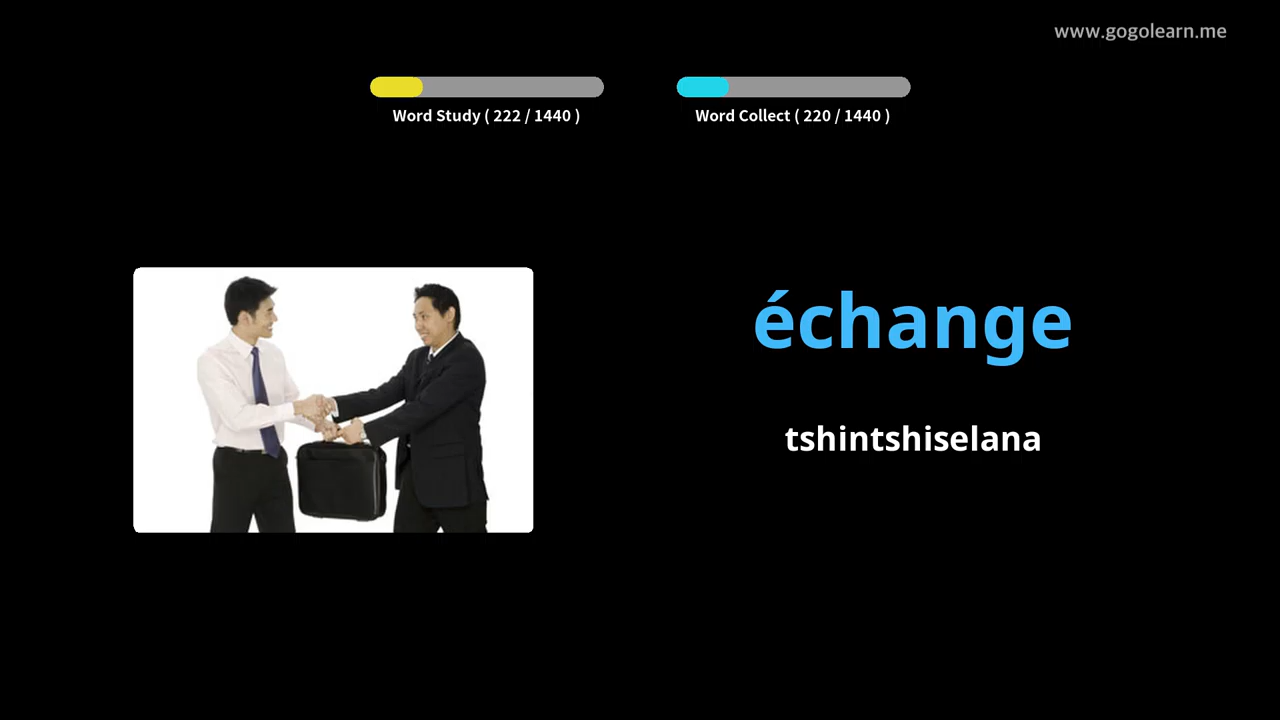 www.gogolearn.me
Word Study ( 222 / 1440 )
Word Collect ( 220 / 1440 )
échange
tshintshiselana